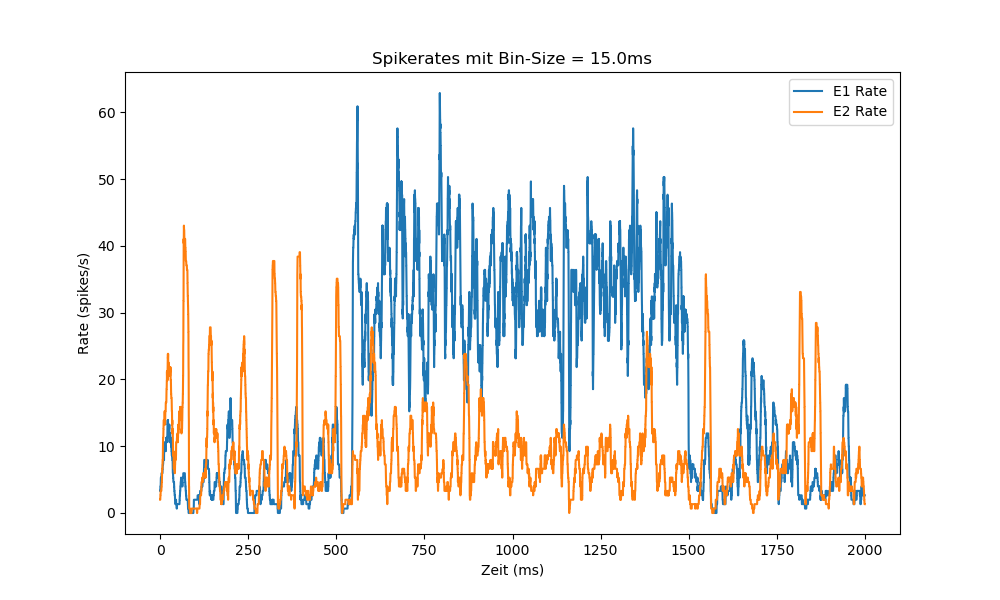 Spikerates mit Bin-Size = 15.0ms
E1 Rate
E2 Rate
Rate (spikes/s)
60
50
40
30
20
10
0
0 250 500 750 1000 1250 1500 1750 2000
Zeit (ms)